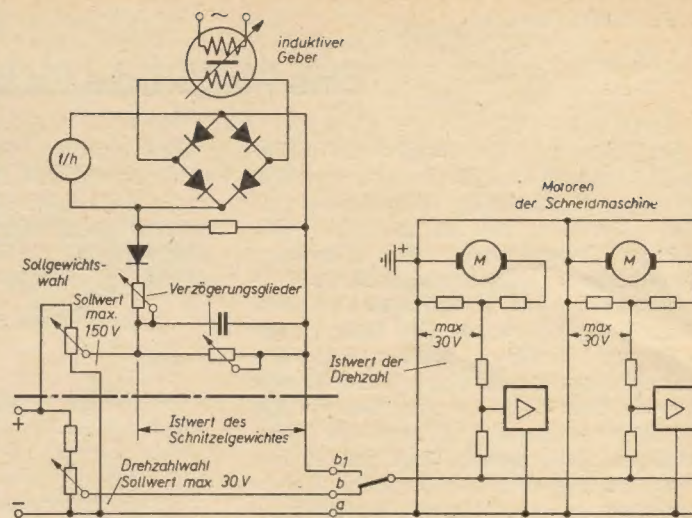 ~
induktiver
Geber
t/h
Motoren
der Schneidmaschine
+
M
M
Sollgewichts-
wahl
Verzögerungsglieder
Sollwert
max.
150 V
max
30 V
max
30 V
Istwert der
Drehzahl
+
Istwert des
Schnitzelgewichtes
b1
Drehzahlwahl
Sollwert max. 30 V
b
−
a